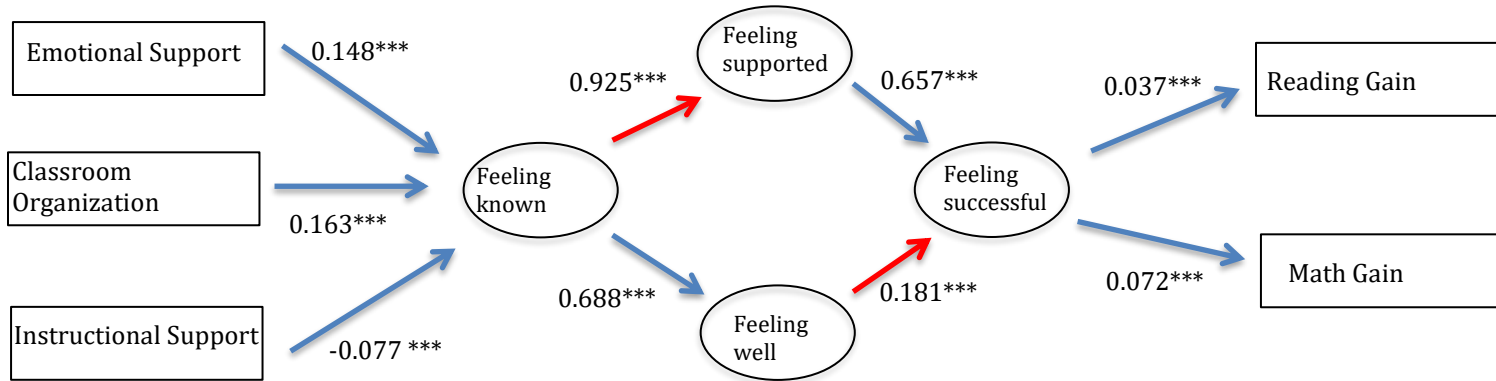 Emotional Support
0.148***
Feeling
supported
0.925***
0.657***
0.037***
Reading Gain
Classroom
Organization
0.163***
Feeling
known
Feeling
successful
Instructional Support
-0.077 ***
0.688***
Feeling
well
0.181***
0.072***
Math Gain